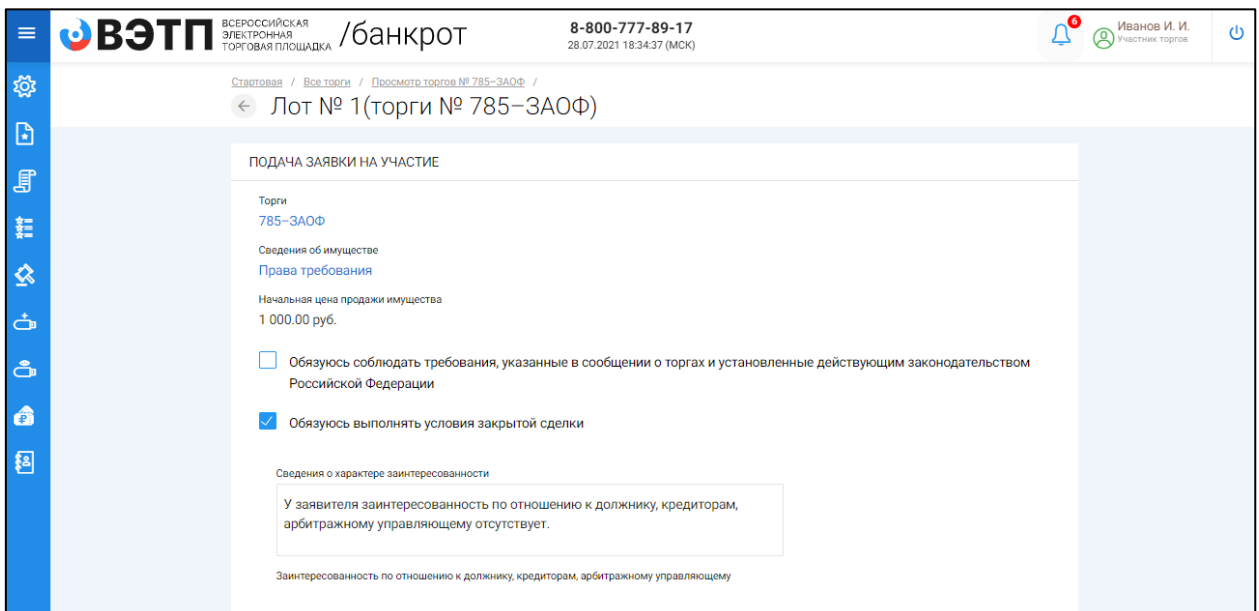 ВЭТП
ВСЕРОССИЙСКАЯ
ЭЛЕКТРОННАЯ
ТОРГОВАЯ ПЛОЩАДКА
/банкрот
8-800-777-89-17
28.07.2021 18:34:37 (МСК)
6
Иванов И. И.
Участник торгов
Стартовая / Все торги / Просмотр торгов № 785–ЗАОФ /
Лот № 1(торги № 785–ЗАОФ)
ПОДАЧА ЗАЯВКИ НА УЧАСТИЕ
Торги
785–ЗАОФ
Сведения об имуществе
Права требования
Начальная цена продажи имущества
1 000.00 руб.
Обязуюсь соблюдать требования, указанные в сообщении о торгах и установленные действующим законодательством
Российской Федерации
Обязуюсь выполнять условия закрытой сделки
Сведения о характере заинтересованности
У заявителя заинтересованность по отношению к должнику, кредиторам,
арбитражному управляющему отсутствует.
Заинтересованность по отношению к должнику, кредиторам, арбитражному управляющему